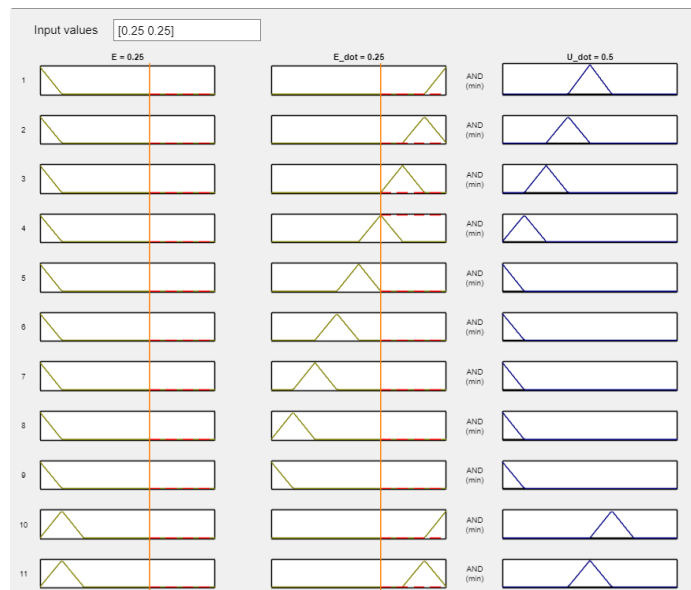 Input values [0.25 0.25]
E = 0.25 E_dot = 0.25 U_dot = 0.5
1 AND
(min)
2 AND
(min)
3 AND
(min)
4 AND
(min)
5 AND
(min)
6 AND
(min)
7 AND
(min)
8 AND
(min)
9 AND
(min)
10 AND
(min)
11 AND
(min)